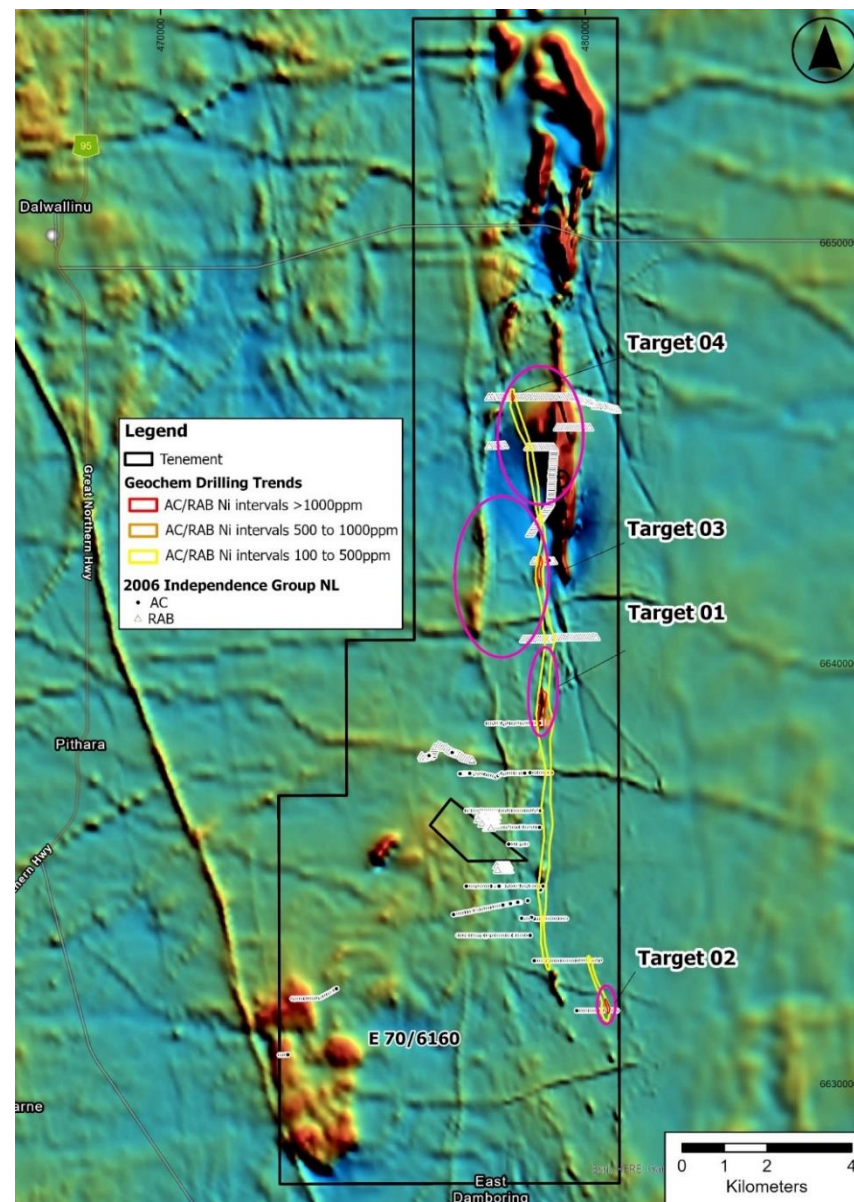 470000
480000
95
Dalwallinu
665000
Target 04
Legend
Tenement
Geochem Drilling Trends
AC/RAB Ni intervals >1000ppm
AC/RAB Ni intervals 500 to 1000ppm
AC/RAB Ni intervals 100 to 500ppm
2006 Independence Group NL
AC
RAB
Great Northern Hwy
Target 03
Target 01
664000
Pithara
hern Hwy
Target 02
E 70/6160
663000
arne
East
Damboring
HERE
0 1 2 4
Kilometers